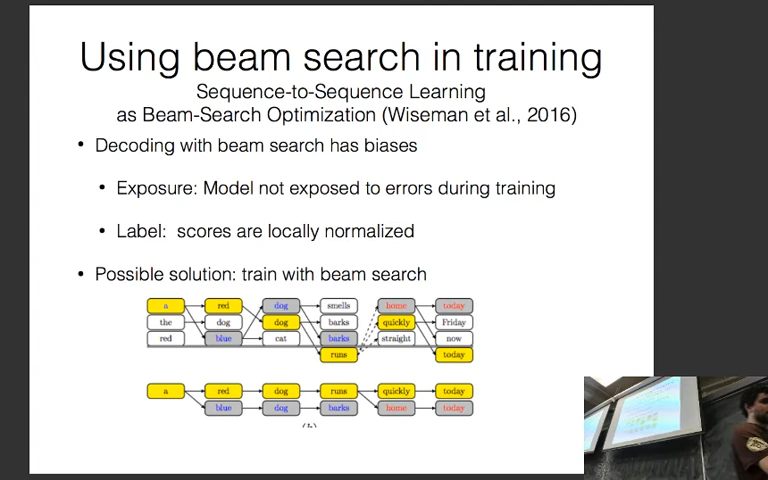 Using beam search in training
Sequence-to-Sequence Learning
as Beam-Search Optimization (Wiseman et al., 2016)
• Decoding with beam search has biases
• Exposure: Model not exposed to errors during training
• Label: scores are locally normalized
• Possible solution: train with beam search
a red dog smells home today
the dog dog barks quickly Friday
red blue cat barks straight now
runs today
a red dog runs quickly today
blue dog barks home today